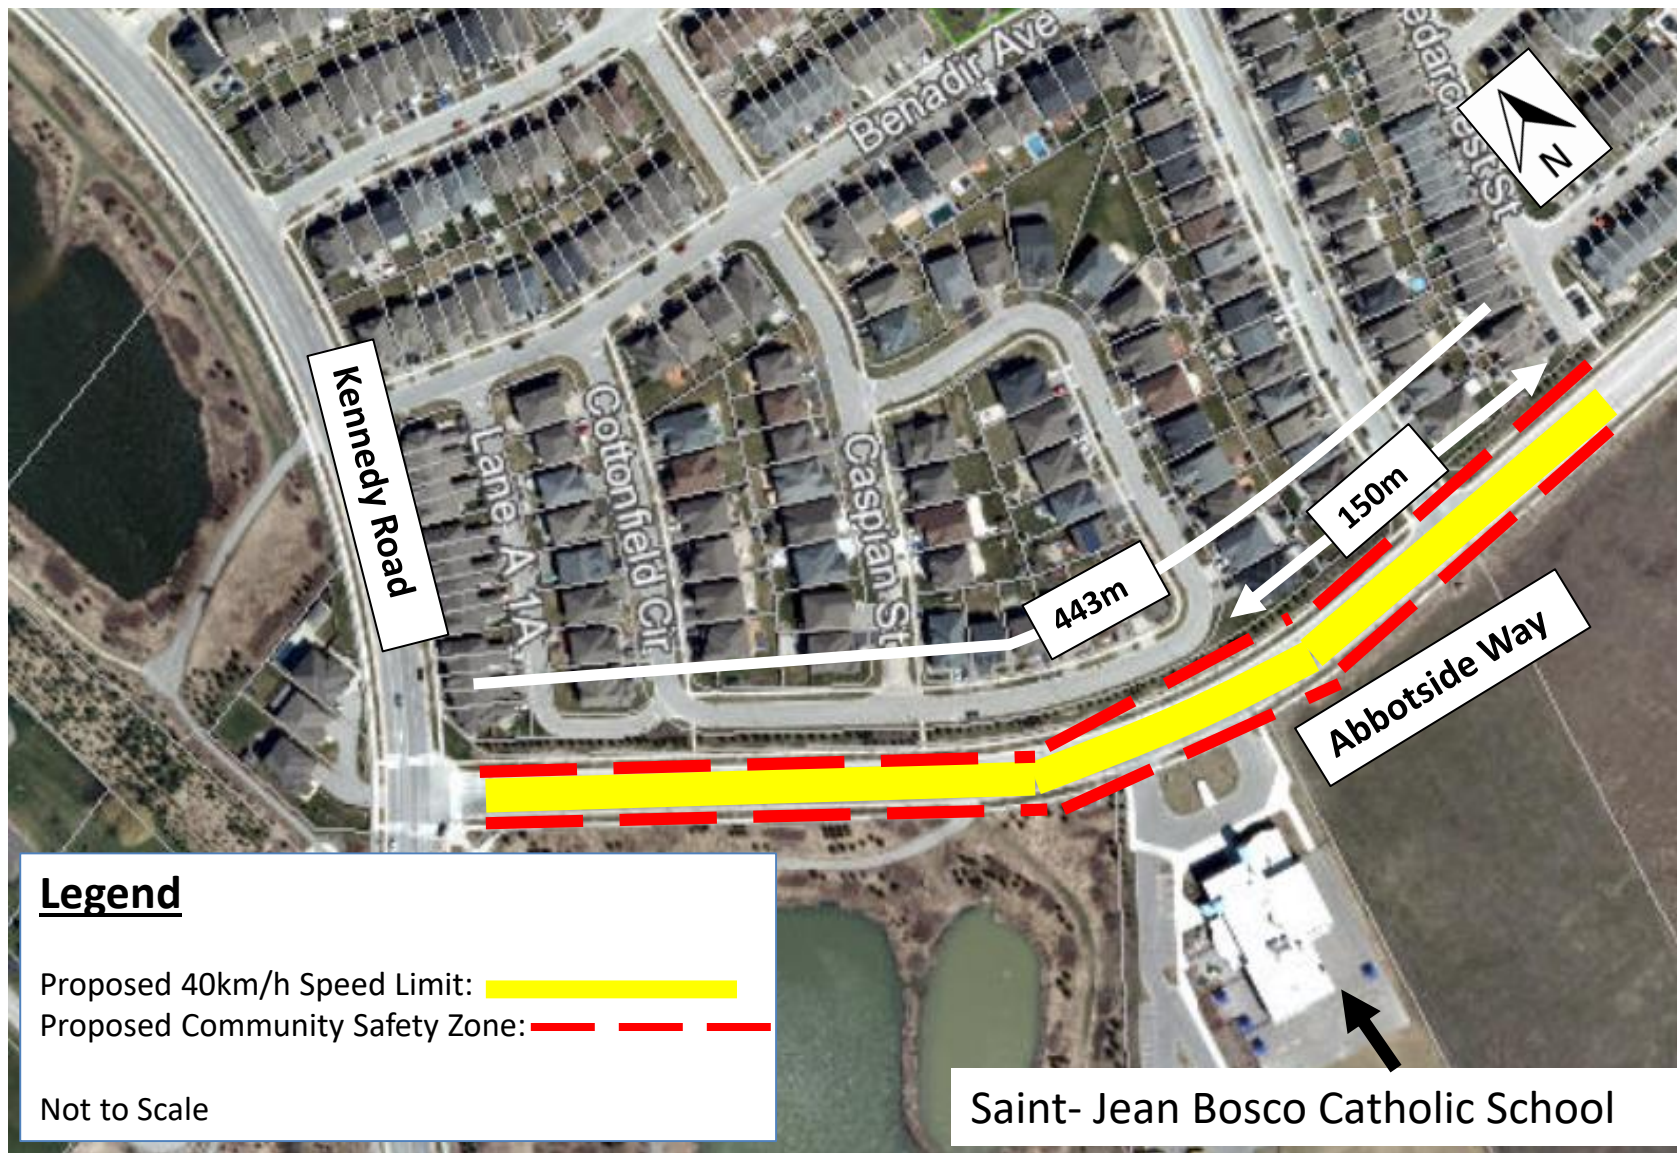 Benadir Ave
edarcrest St
N
Kennedy Road
Lane A 1A
Cottonfield Cir
Caspian St
443m
150m
Abbotside Way
Legend
Proposed 40km/h Speed Limit:
Proposed Community Safety Zone:
Not to Scale
Saint- Jean Bosco Catholic School